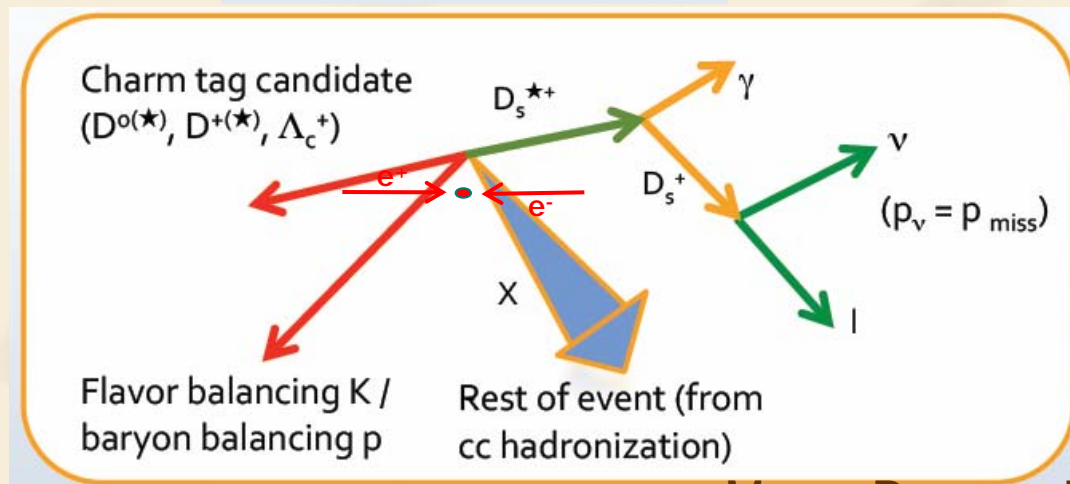 Charm tag candidate
(D⁰⁽★⁾, D⁺⁽★⁾, Λc⁺)
Ds★⁺
γ
e⁺
e⁻
Ds⁺
ν
(pν = p miss)
X
l
Flavor balancing K /
baryon balancing p
Rest of event (from
cc hadronization)